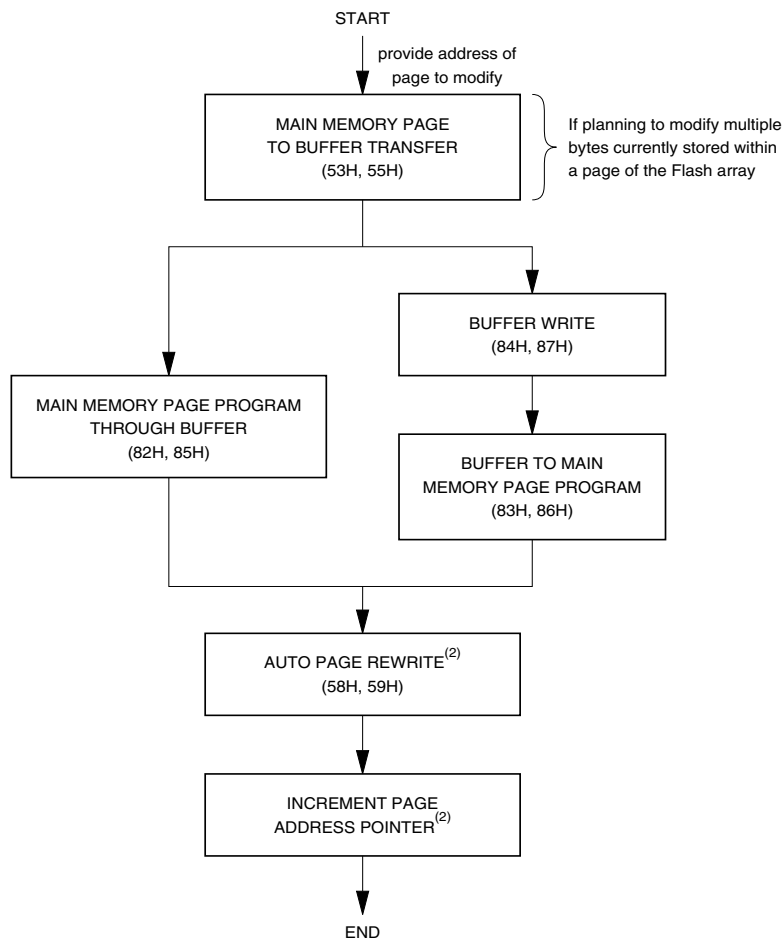 START
provide address of
page to modify
MAIN MEMORY PAGE
TO BUFFER TRANSFER
(53H, 55H)
If planning to modify multiple
bytes currently stored within
a page of the Flash array
BUFFER WRITE
(84H, 87H)
MAIN MEMORY PAGE PROGRAM
THROUGH BUFFER
(82H, 85H)
BUFFER TO MAIN
MEMORY PAGE PROGRAM
(83H, 86H)
AUTO PAGE REWRITE(2)
(58H, 59H)
INCREMENT PAGE
ADDRESS POINTER(2)
END